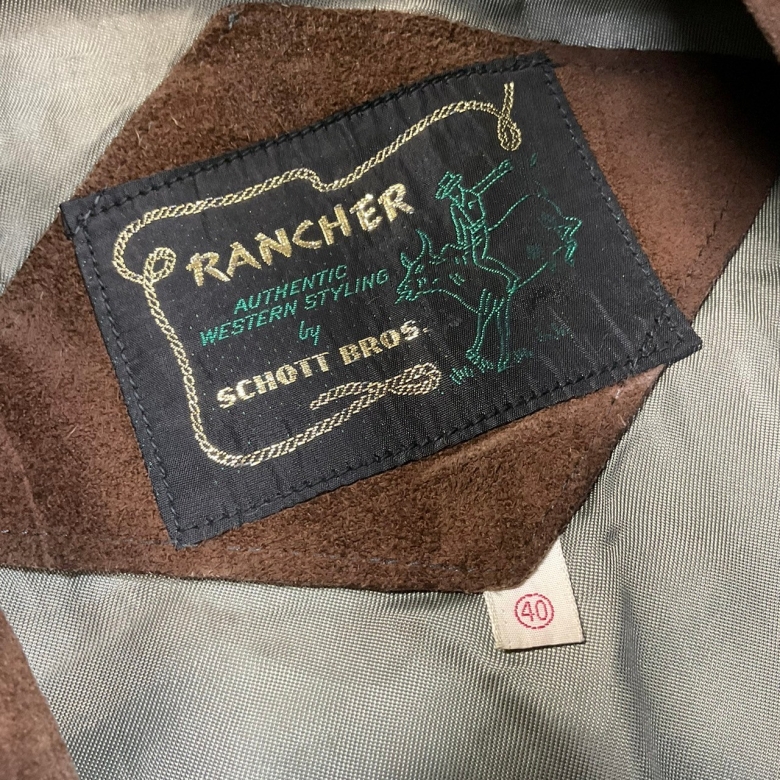 RANCHER
AUTHENTIC
WESTERN STYLING
by
SCHOTT BROS.
40